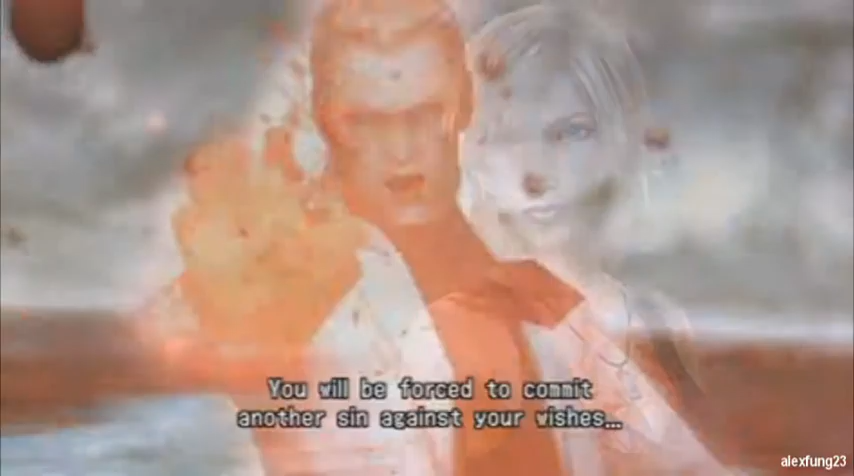 You will be forced to commit
another sin against your wishes...
alexfung23